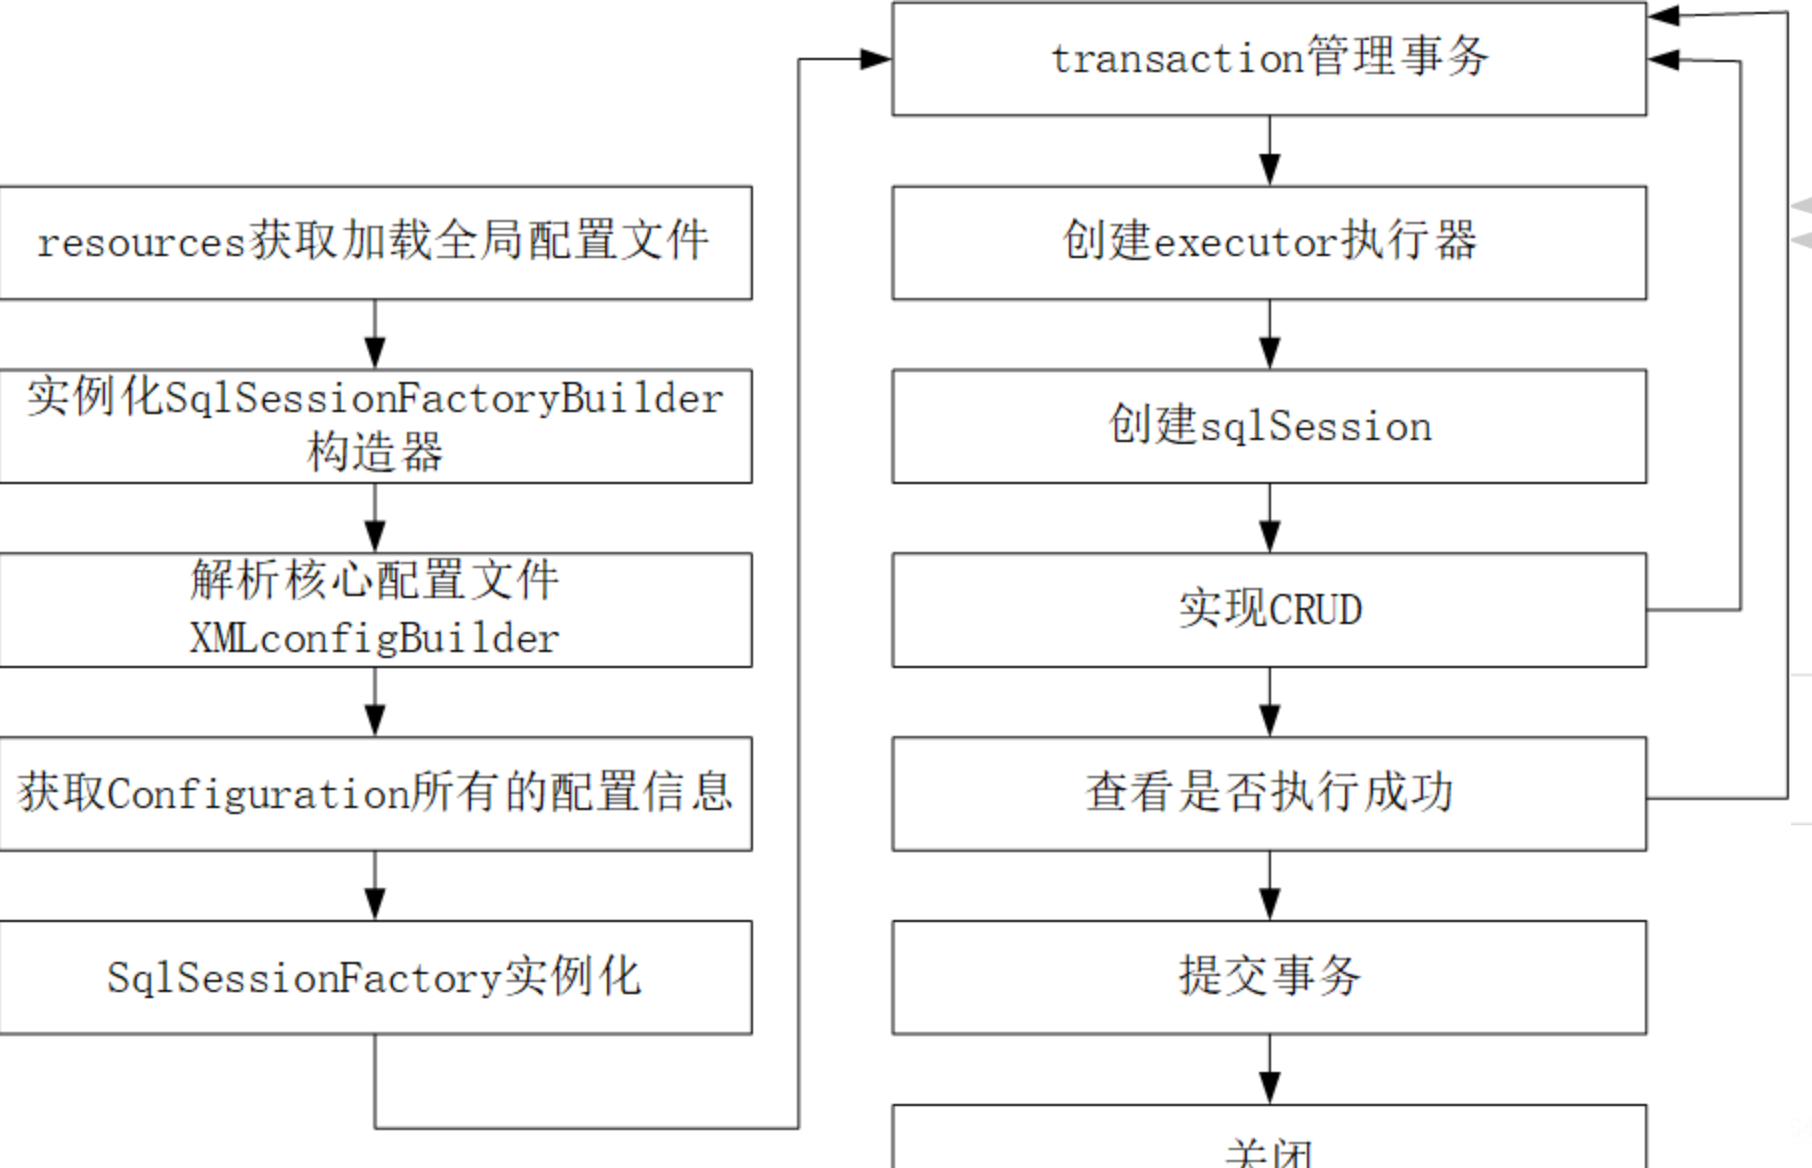 resources获取加载全局配置文件
实例化SqlSessionFactoryBuilder
构造器
解析核心配置文件
XMLconfigBuilder
获取Configuration所有的配置信息
SqlSessionFactory实例化
transaction管理事务
创建executor执行器
创建sqlSession
实现CRUD
查看是否执行成功
提交事务
关闭